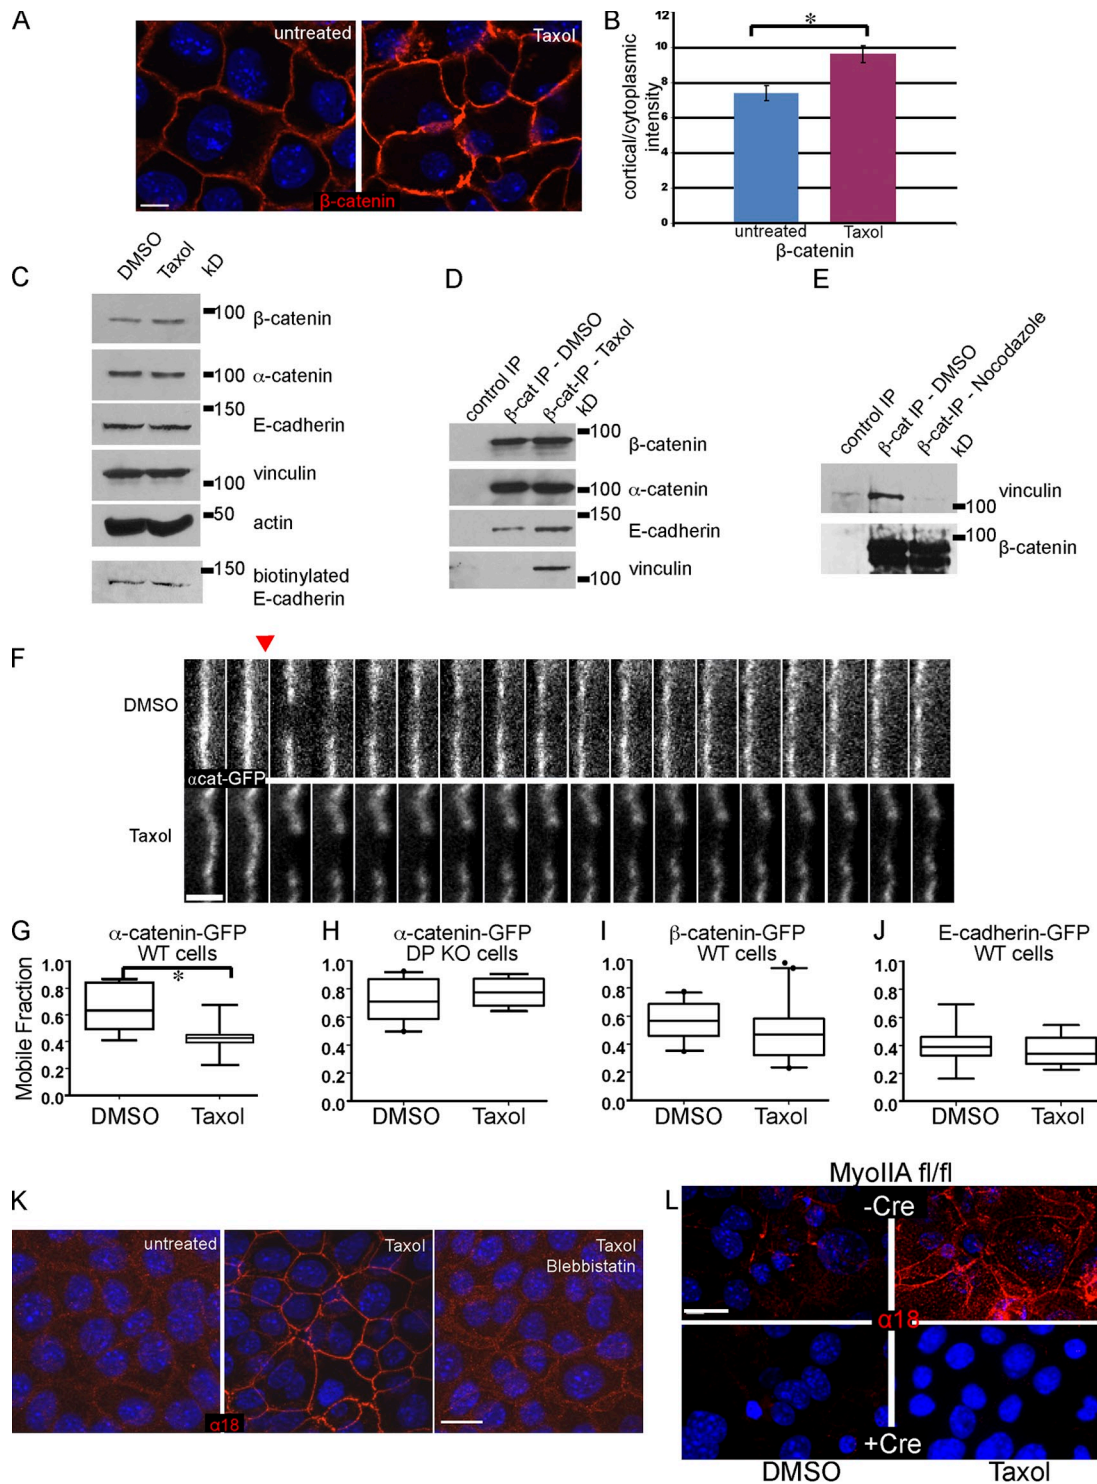 A
untreated
Taxol
β-catenin
B
*
cortical/cytoplasmic
intensity
12
10
8
6
4
2
0
untreated
Taxol
β-catenin
C
DMSO
Taxol
kD
100
β-catenin
100
α-catenin
150
E-cadherin
100
vinculin
50
actin
150
biotinylated
E-cadherin
D
control IP
β-cat IP - DMSO
β-cat-IP - Taxol
kD
100
β-catenin
100
α-catenin
150
E-cadherin
100
vinculin
E
control IP
β-cat IP - DMSO
β-cat-IP - Nocodazole
kD
100
vinculin
100
β-catenin
F
DMSO
αcat-GFP
Taxol
G
α-catenin-GFP
WT cells
*
Mobile Fraction
1.0
0.8
0.6
0.4
0.2
0.0
DMSO
Taxol
H
α-catenin-GFP
DP KO cells
1.0
0.8
0.6
0.4
0.2
0.0
DMSO
Taxol
I
β-catenin-GFP
WT cells
1.0
0.8
0.6
0.4
0.2
0.0
DMSO
Taxol
J
E-cadherin-GFP
WT cells
1.0
0.8
0.6
0.4
0.2
0.0
DMSO
Taxol
K
untreated
Taxol
Taxol
Blebbistatin
α18
L
MyoIIA fl/fl
-Cre
α18
+Cre
DMSO
Taxol